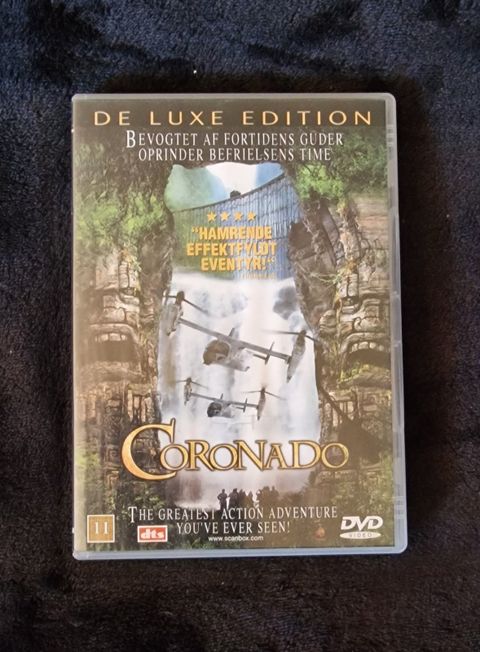 DE LUXE EDITION
BEVOGTET AF FORTIDENS GUDER
OPRINDER BEFRIELSENS TIME
"HAMRENDE
EFFEKTFYLDT
EVENTYR!"
CORONADO
THE GREATEST ACTION ADVENTURE
YOU'VE EVER SEEN!
11
dts
www.scanbox.com
DVD
VIDEO